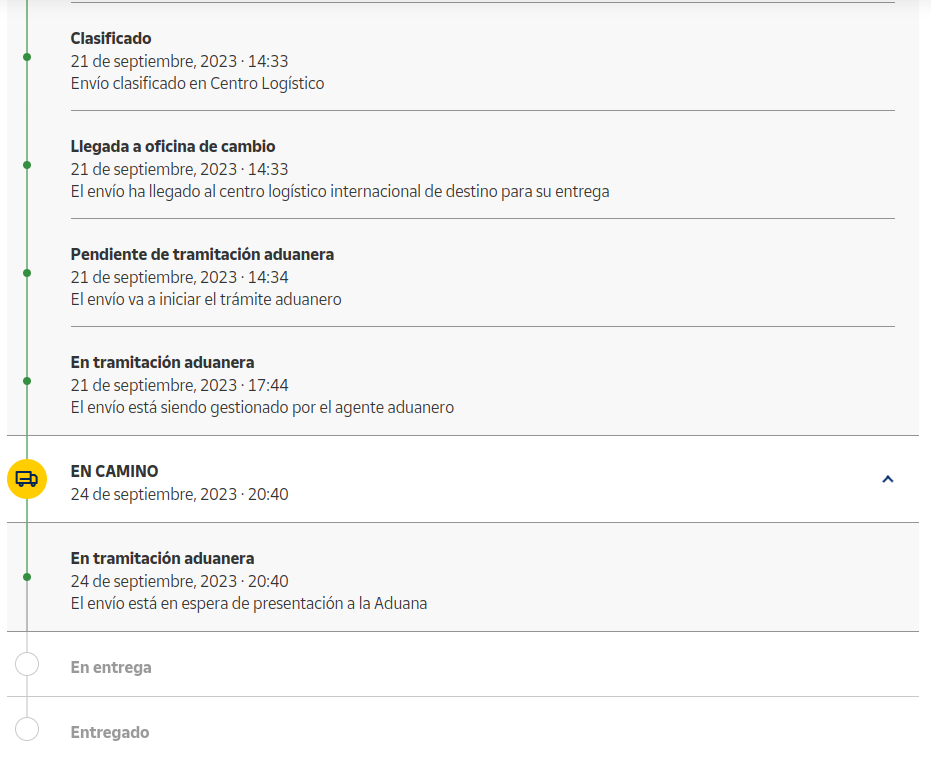 Clasificado
21 de septiembre, 2023 · 14:33
Envío clasificado en Centro Logístico
Llegada a oficina de cambio
21 de septiembre, 2023 · 14:33
El envío ha llegado al centro logístico internacional de destino para su entrega
Pendiente de tramitación aduanera
21 de septiembre, 2023 · 14:34
El envío va a iniciar el trámite aduanero
En tramitación aduanera
21 de septiembre, 2023 · 17:44
El envío está siendo gestionado por el agente aduanero
EN CAMINO
24 de septiembre, 2023 · 20:40
En tramitación aduanera
24 de septiembre, 2023 · 20:40
El envío está en espera de presentación a la Aduana
En entrega
Entregado